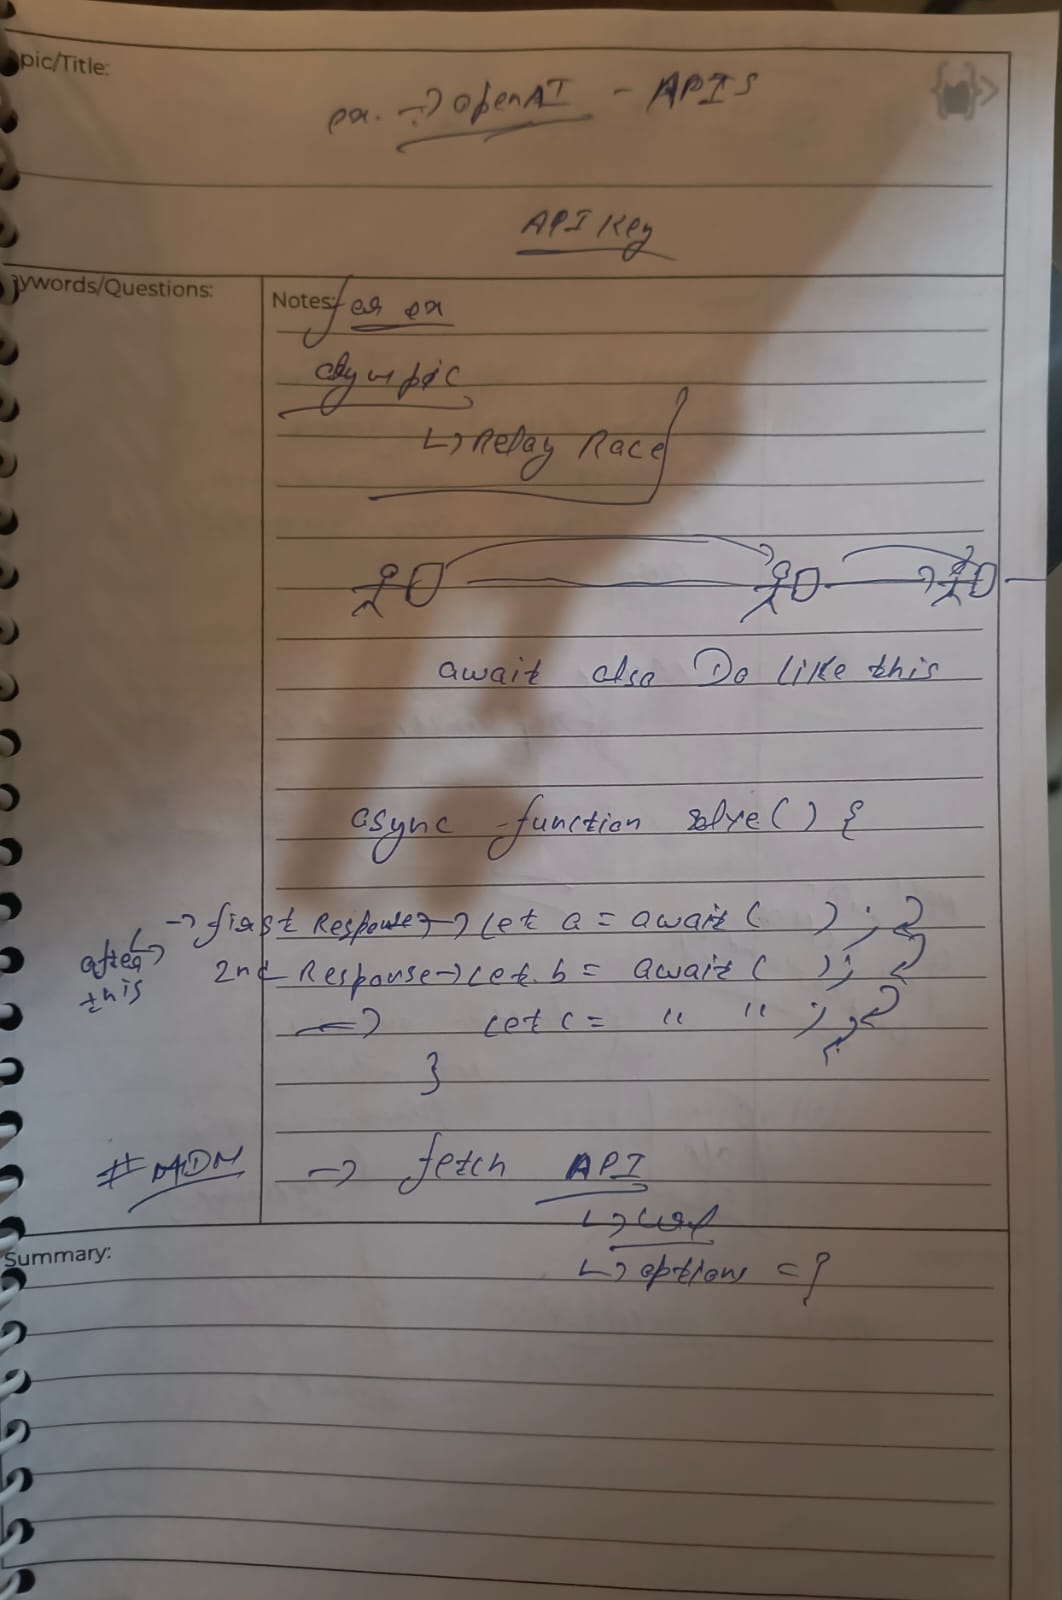 pic/Title:
ex. → openAI - APIs
API Key
ywords/Questions:
Notes:
for ex
olympic
↳ Relay Race
await also Do like this
async function solve() {
→ first Response → let a = await ( ) ;
after this
2nd Response → let b = await ( ) ;
→ let c = " " ;
}
# MDN
→ fetch API
↳ url
Summary:
↳ options = {